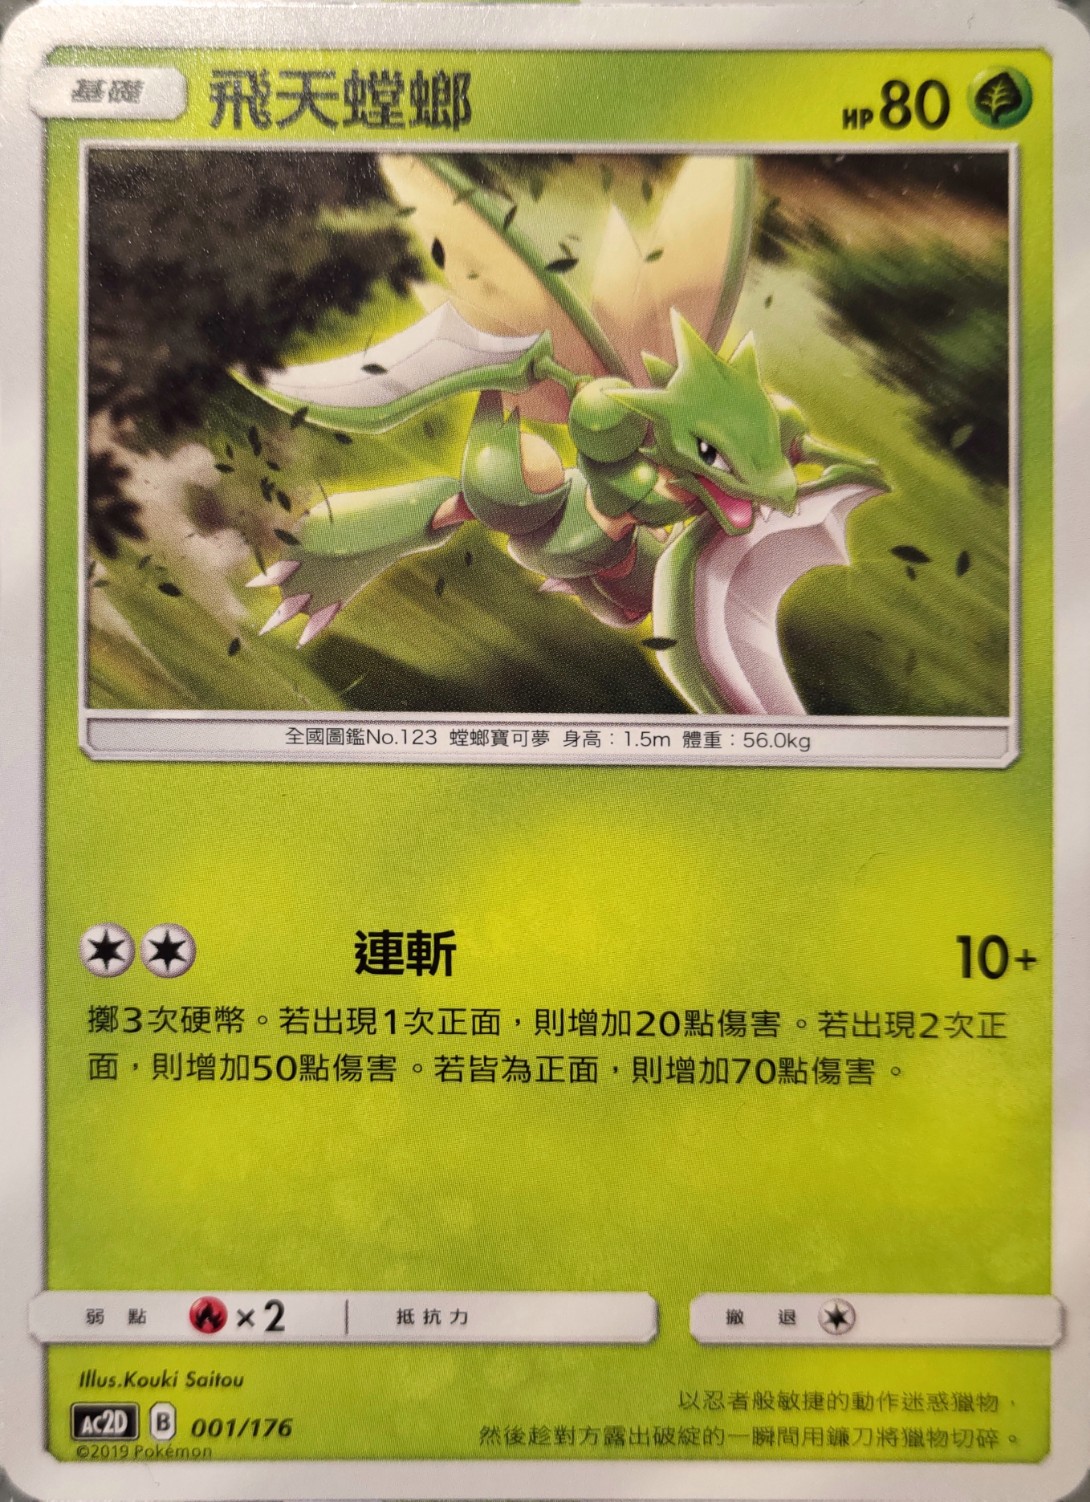 基礎 飛天螳螂 HP 80
全國圖鑑No.123 螳螂寶可夢 身高：1.5m 體重：56.0kg
連斬 10+
擲3次硬幣。若出現1次正面，則增加20點傷害。若出現2次正
面，則增加50點傷害。若皆為正面，則增加70點傷害。
弱點 ×2 抵抗力 撤退
Illus.Kouki Saitou
以忍者般敏捷的動作迷惑獵物，
AC2D B 001/176
然後趁對方露出破綻的一瞬間用鐮刀將獵物切碎。
©2019 Pokémon